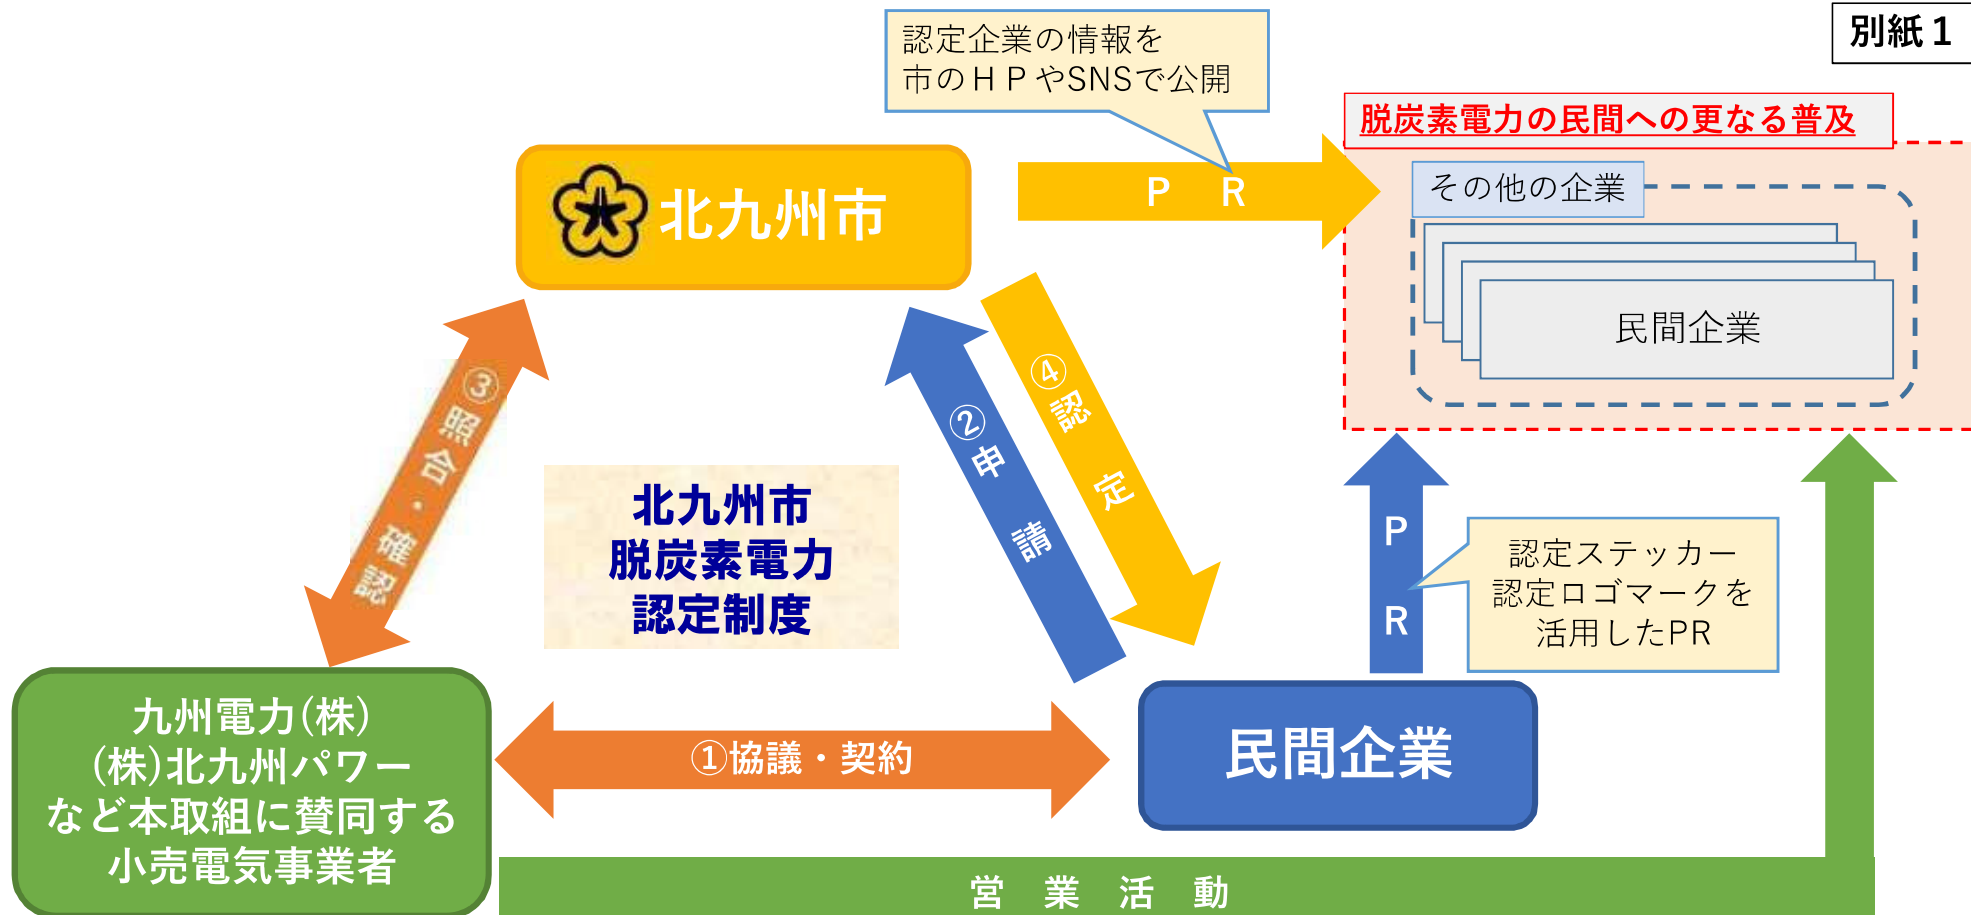 別紙１
認定企業の情報を
市のＨＰやSNSで公開
脱炭素電力の民間への更なる普及
その他の企業
民間企業
北九州市
Ｐ　Ｒ
③照合・確認
②申請
④認定
北九州市
脱炭素電力
認定制度
ＰＲ
認定ステッカー
認定ロゴマークを
活用したPR
九州電力(株)
(株)北九州パワー
など本取組に賛同する
小売電気事業者
①協議・契約
民間企業
営　業　活　動